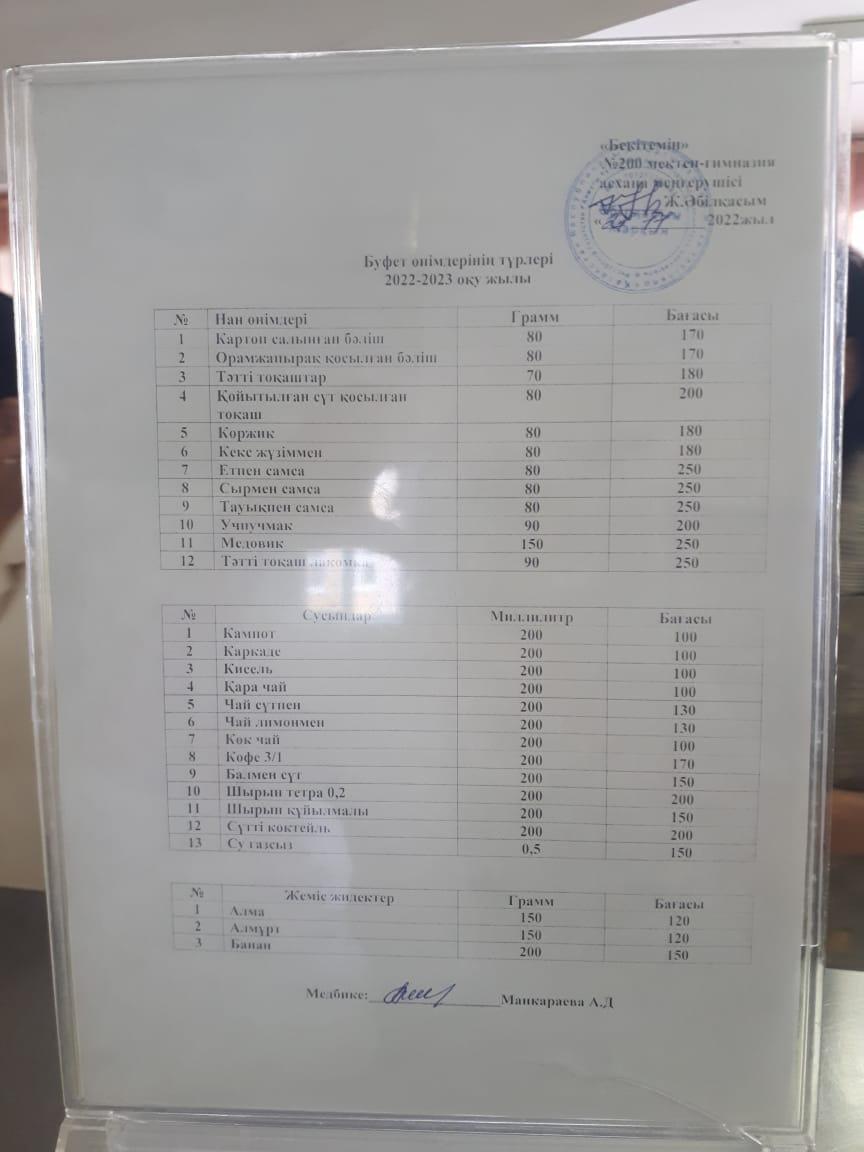 «Бекітемін»
№200 мектеп-гимназия
асхана меңгерушісі
Ж.Әбілқасым
« 2022жыл
Буфет өнімдерінің түрлері
2022-2023 оқу жылы
№ Нан өнімдері Грамм Бағасы
1 Картоп салынған бәліш 80 170
2 Орамжапырақ қосылған бәліш 80 170
3 Тәтті тоқаштар 70 180
4 Қойытылған сүт қосылған 80 200
тоқаш
5 Коржик 80 180
6 Кекс жүзіммен 80 180
7 Етпен самса 80 250
8 Сырмен самса 80 250
9 Тауықпен самса 80 250
10 Учпучмак 90 200
11 Медовик 150 250
12 Тәтті тоқаш лакомка 90 250
№ Сусындар Миллилитр Бағасы
1 Кампот 200 100
2 Каркаде 200 100
3 Кисель 200 100
4 Қара чай 200 100
5 Чай сүтпен 200 130
6 Чай лимонмен 200 130
7 Көк чай 200 100
8 Кофе 3/1 200 170
9 Балмен сүт 200 150
10 Шырын тетра 0,2 200 200
11 Шырын құйылмалы 200 150
12 Сүтті коктейль 200 200
13 Су газсыз 0,5 150
№ Жеміс жидектер Грамм Бағасы
1 Алма 150 120
2 Алмұрт 150 120
3 Банан 200 150
Медбике: Манкараева А.Д